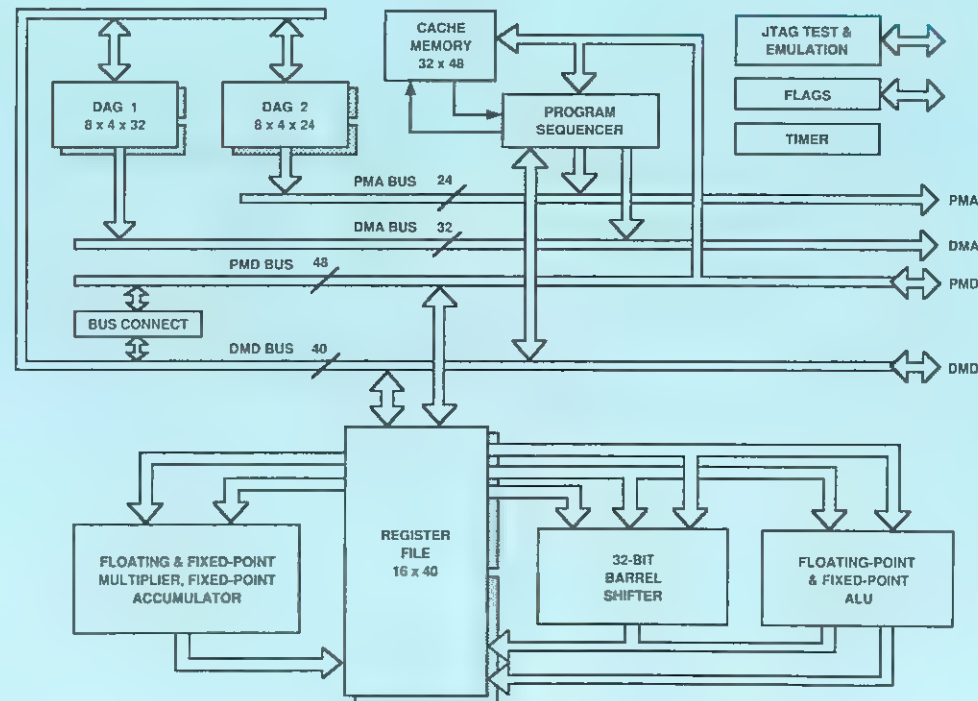 CACHE
MEMORY
32 x 48
JTAG TEST &
EMULATION
DAG 1
8 x 4 x 32
DAG 2
8 x 4 x 24
PROGRAM
SEQUENCER
FLAGS
TIMER
PMA BUS 24
PMA
DMA BUS 32
DMA
PMD BUS 48
PMD
BUS CONNECT
DMD BUS 40
DMD
FLOATING & FIXED-POINT
MULTIPLIER, FIXED-POINT
ACCUMULATOR
REGISTER
FILE
16 x 40
32-BIT
BARREL
SHIFTER
FLOATING-POINT
& FIXED-POINT
ALU